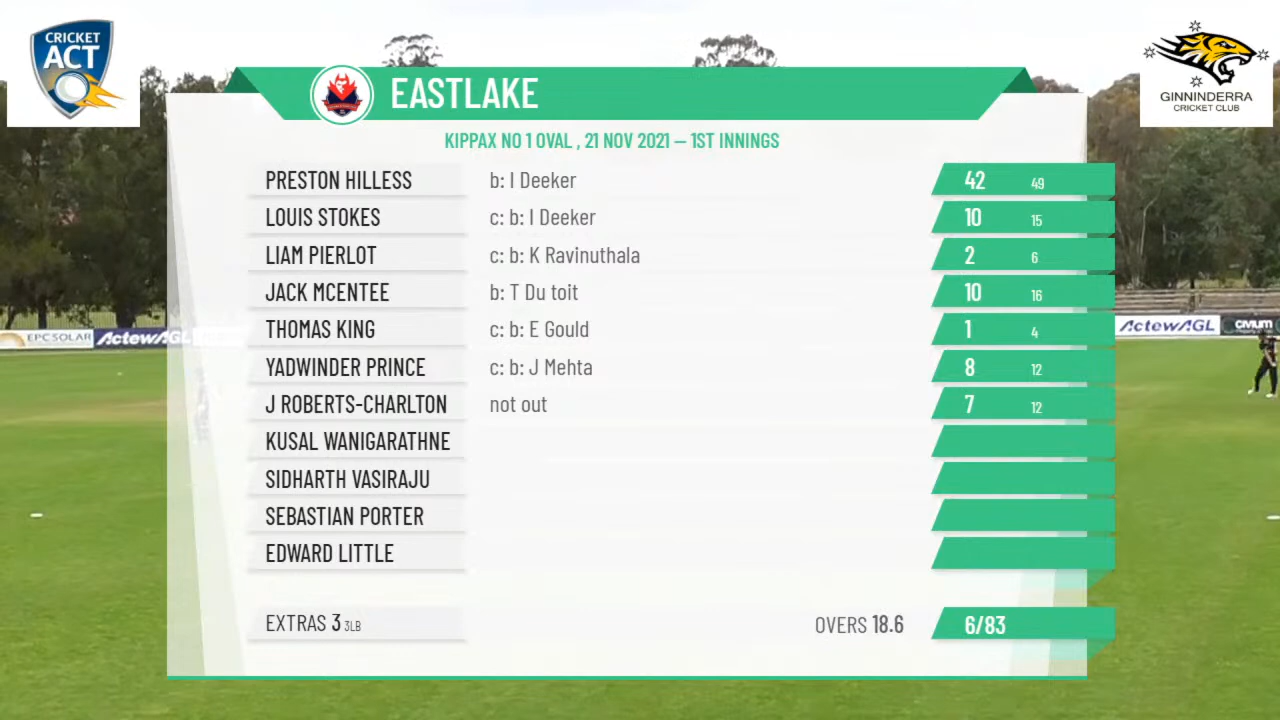 CRICKET
ACT
GINNINDERRA
CRICKET CLUB
EASTLAKE
KIPPAX NO 1 OVAL , 21 NOV 2021 – 1ST INNINGS
PRESTON HILLESS b: I Deeker 42 49
LOUIS STOKES c: b: I Deeker 10 15
LIAM PIERLOT c: b: K Ravinuthala 2 6
JACK MCENTEE b: T Du toit 10 16
THOMAS KING c: b: E Gould 1 4
YADWINDER PRINCE c: b: J Mehta 8 12
J ROBERTS-CHARLTON not out 7 12
KUSAL WANIGARATHNE
SIDHARTH VASIRAJU
SEBASTIAN PORTER
EDWARD LITTLE
EXTRAS 3 3LB OVERS 18.6 6/83
EPC SOLAR ActewAGL
ActewAGL CIVIUM